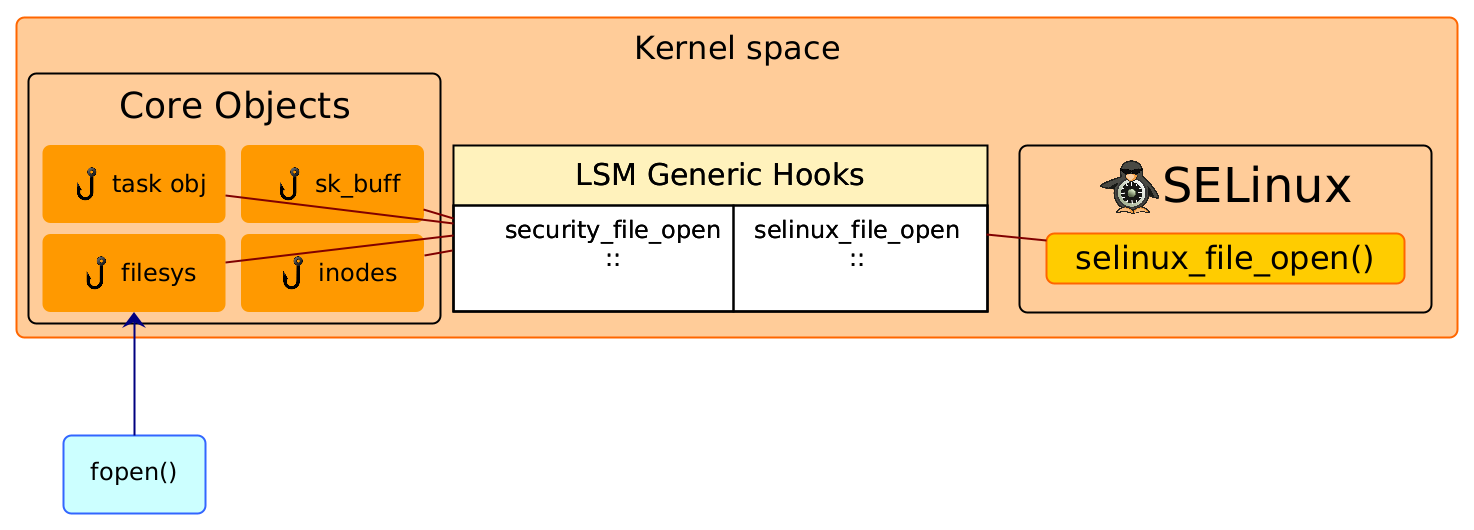 Kernel space
Core Objects
task obj
sk_buff
filesys
inodes
LSM Generic Hooks
security_file_open
::
selinux_file_open
::
SELinux
selinux_file_open()
fopen()